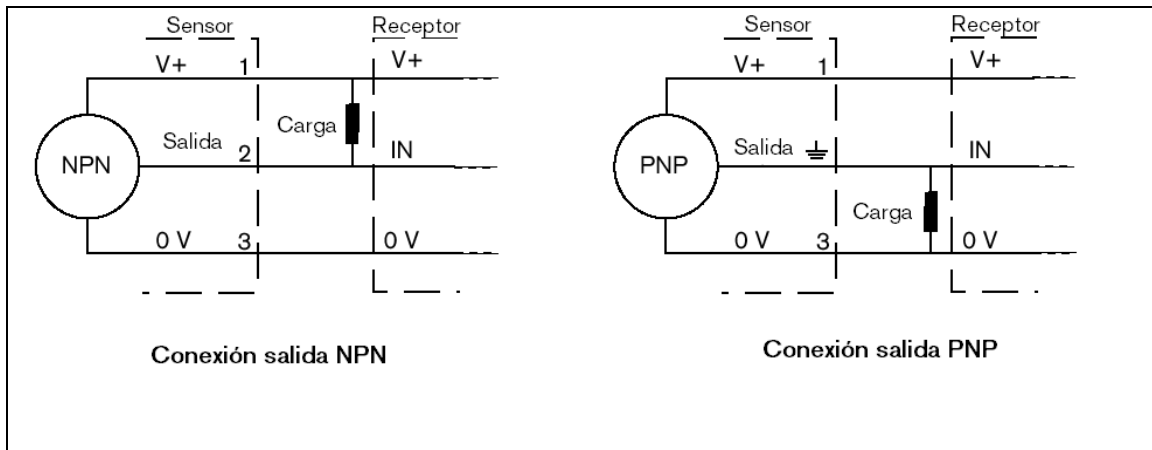 Sensor
Receptor
V+ 1
V+
Carga
Salida 2
IN
NPN
0 V 3
0 V
Conexión salida NPN
Sensor
Receptor
V+ 1
V+
Salida
IN
PNP
Carga
0 V 3
0 V
Conexión salida PNP